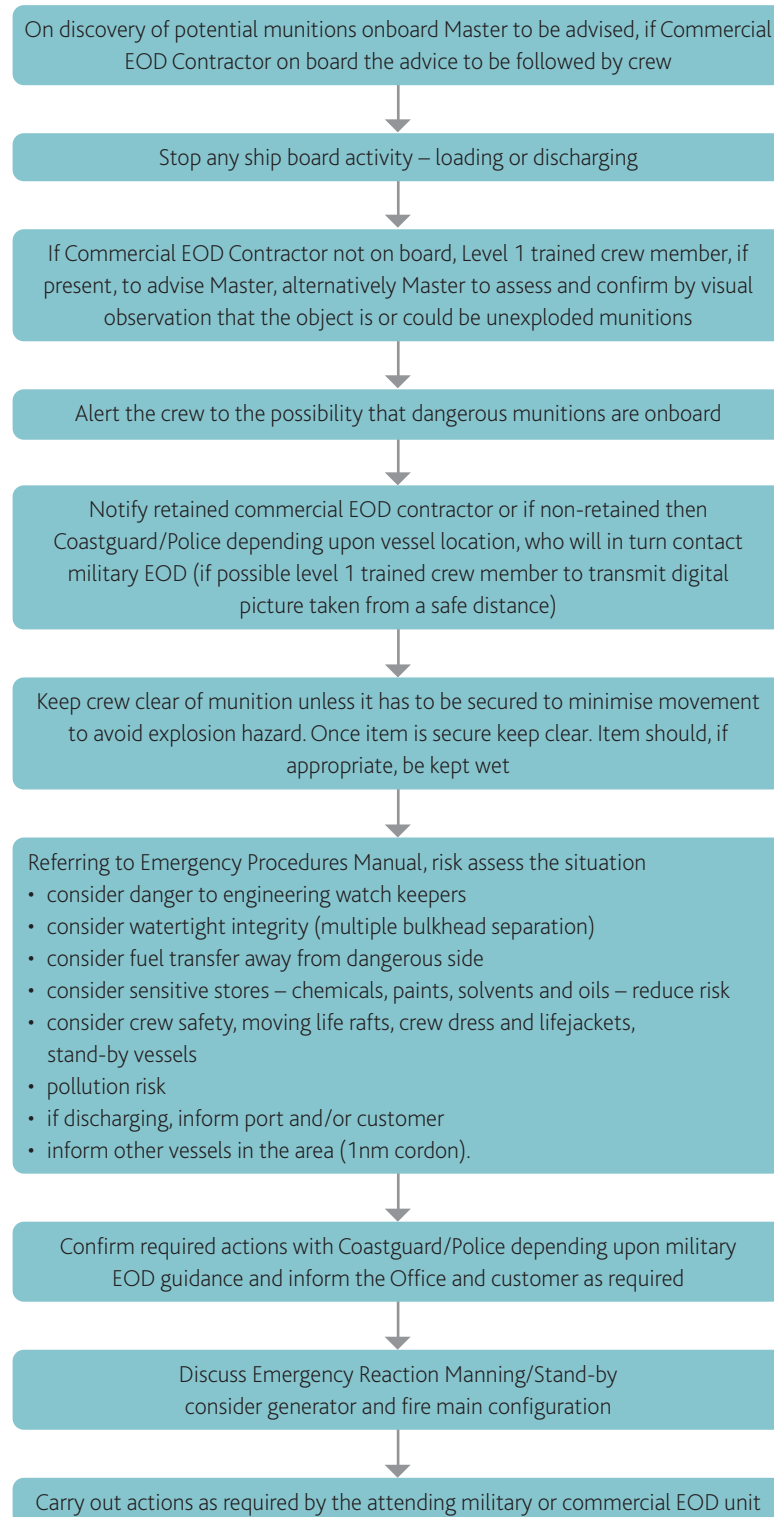 On discovery of potential munitions onboard Master to be advised, if Commercial
EOD Contractor on board the advice to be followed by crew
Stop any ship board activity – loading or discharging
If Commercial EOD Contractor not on board, Level 1 trained crew member, if
present, to advise Master, alternatively Master to assess and confirm by visual
observation that the object is or could be unexploded munitions
Alert the crew to the possibility that dangerous munitions are onboard
Notify retained commercial EOD contractor or if non-retained then
Coastguard/Police depending upon vessel location, who will in turn contact
military EOD (if possible level 1 trained crew member to transmit digital
picture taken from a safe distance)
Keep crew clear of munition unless it has to be secured to minimise movement
to avoid explosion hazard. Once item is secure keep clear. Item should, if
appropriate, be kept wet
Referring to Emergency Procedures Manual, risk assess the situation
• consider danger to engineering watch keepers
• consider watertight integrity (multiple bulkhead separation)
• consider fuel transfer away from dangerous side
• consider sensitive stores – chemicals, paints, solvents and oils – reduce risk
• consider crew safety, moving life rafts, crew dress and lifejackets,
stand-by vessels
• pollution risk
• if discharging, inform port and/or customer
• inform other vessels in the area (1nm cordon).
Confirm required actions with Coastguard/Police depending upon military
EOD guidance and inform the Office and customer as required
Discuss Emergency Reaction Manning/Stand-by
consider generator and fire main configuration
Carry out actions as required by the attending military or commercial EOD unit